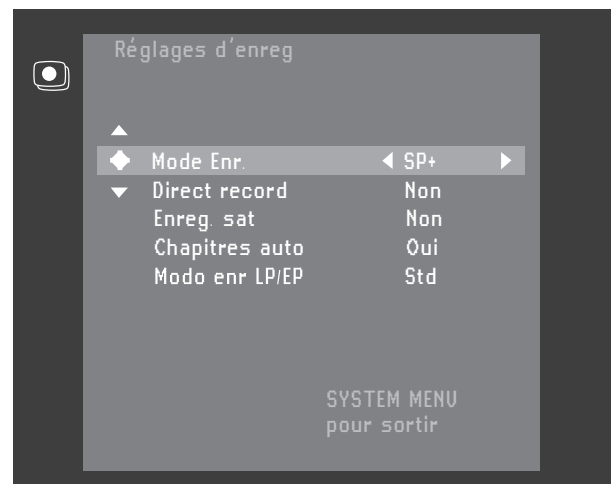 Réglages d'enreg
Mode Enr. SP+
Direct record Non
Enreg. sat Non
Chapitres auto Oui
Modo enr LP/EP Std
SYSTEM MENU
pour sortir